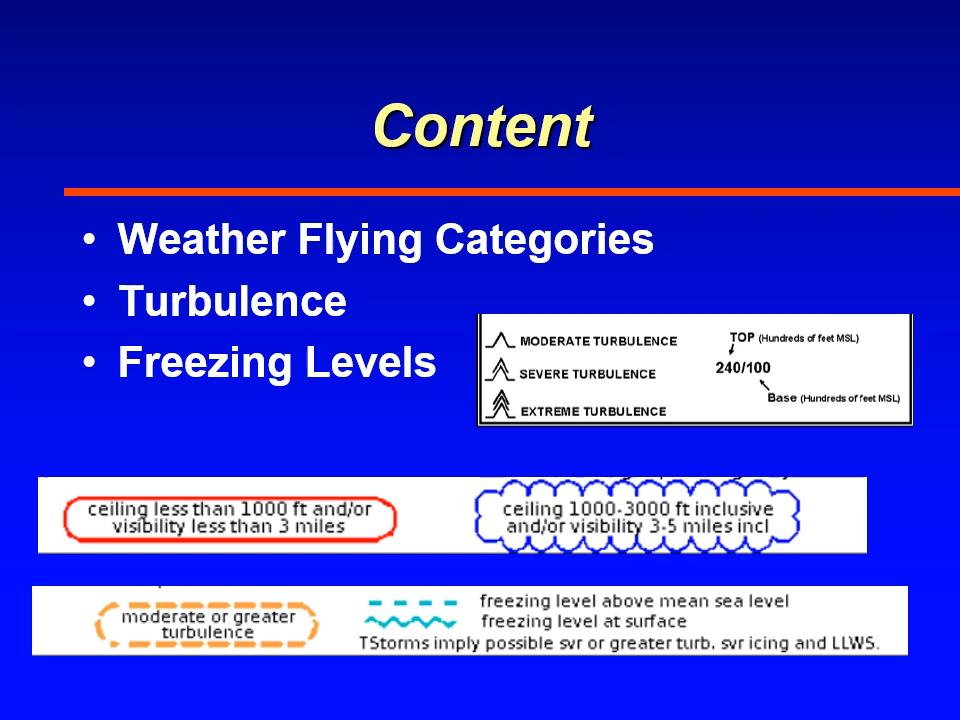 Content
• Weather Flying Categories
• Turbulence
• Freezing Levels
MODERATE TURBULENCE
SEVERE TURBULENCE
EXTREME TURBULENCE
TOP (Hundreds of feet MSL)
240/100
Base (Hundreds of feet MSL)
ceiling less than 1000 ft and/or
visibility less than 3 miles
ceiling 1000-3000 ft inclusive
and/or visibility 3-5 miles incl
moderate or greater
turbulence
freezing level above mean sea level
freezing level at surface
TStorms imply possible svr or greater turb. svr icing and LLWS.